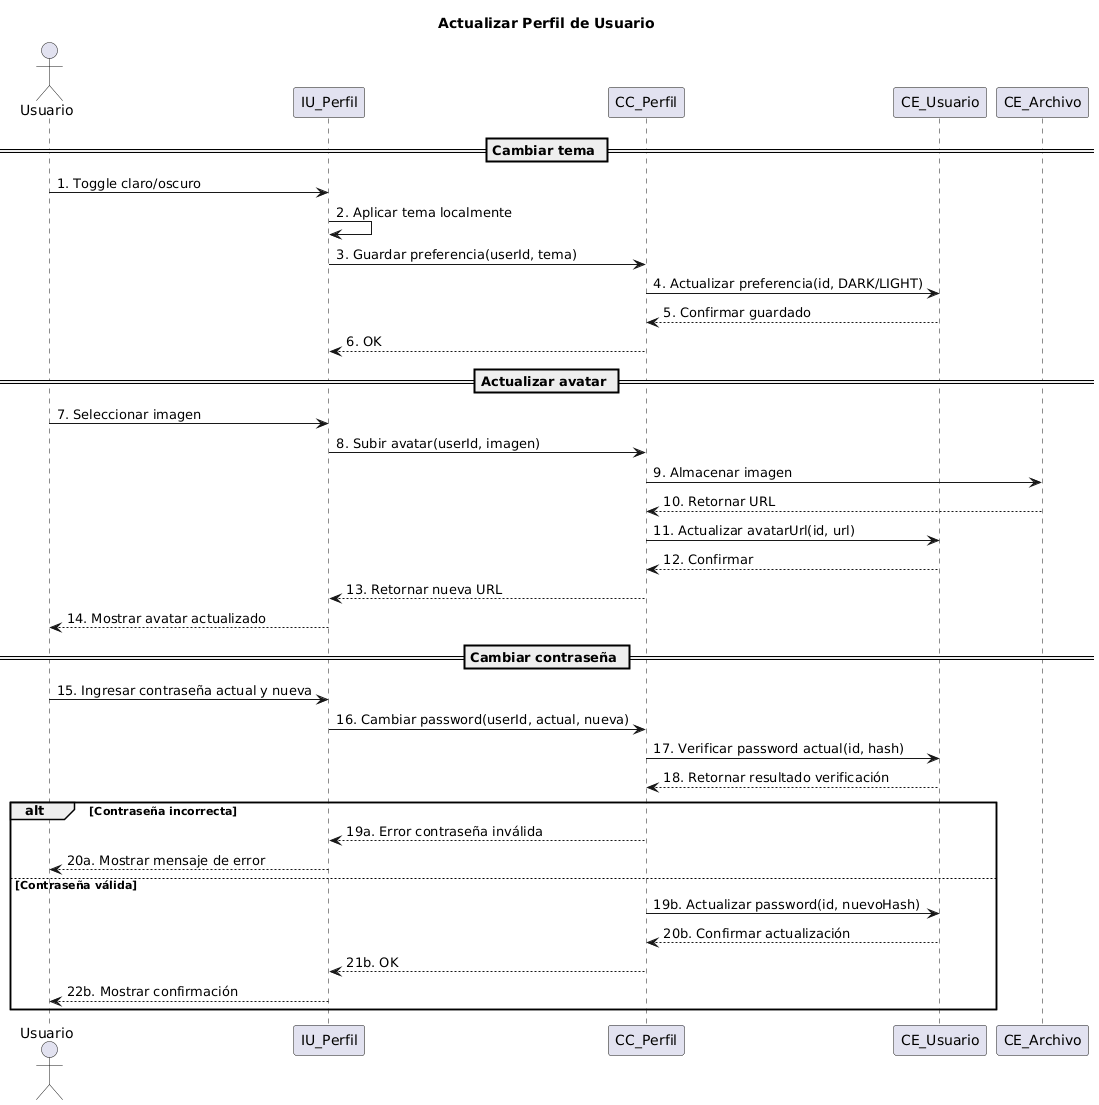 Actualizar Perfil de Usuario
Usuario
IU_Perfil
CC_Perfil
CE_Usuario
CE_Archivo
Cambiar tema
1. Toggle claro/oscuro
2. Aplicar tema localmente
3. Guardar preferencia(userId, tema)
4. Actualizar preferencia(id, DARK/LIGHT)
5. Confirmar guardado
6. OK
Actualizar avatar
7. Seleccionar imagen
8. Subir avatar(userId, imagen)
9. Almacenar imagen
10. Retornar URL
11. Actualizar avatarUrl(id, url)
12. Confirmar
13. Retornar nueva URL
14. Mostrar avatar actualizado
Cambiar contraseña
15. Ingresar contraseña actual y nueva
16. Cambiar password(userId, actual, nueva)
17. Verificar password actual(id, hash)
18. Retornar resultado verificación
alt [Contraseña incorrecta]
19a. Error contraseña inválida
20a. Mostrar mensaje de error
[Contraseña válida]
19b. Actualizar password(id, nuevoHash)
20b. Confirmar actualización
21b. OK
22b. Mostrar confirmación
Usuario
IU_Perfil
CC_Perfil
CE_Usuario
CE_Archivo